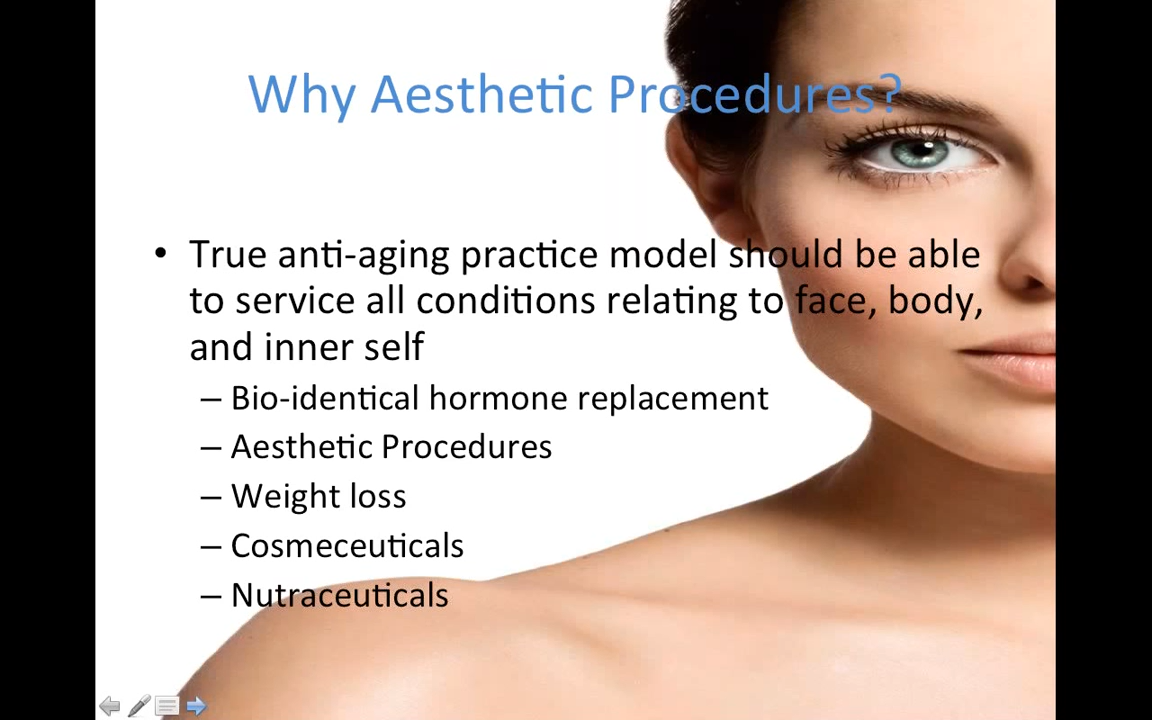 Why Aesthetic Procedures?
• True anti-aging practice model should be able
to service all conditions relating to face, body,
and inner self
– Bio-identical hormone replacement
– Aesthetic Procedures
– Weight loss
– Cosmeceuticals
– Nutraceuticals